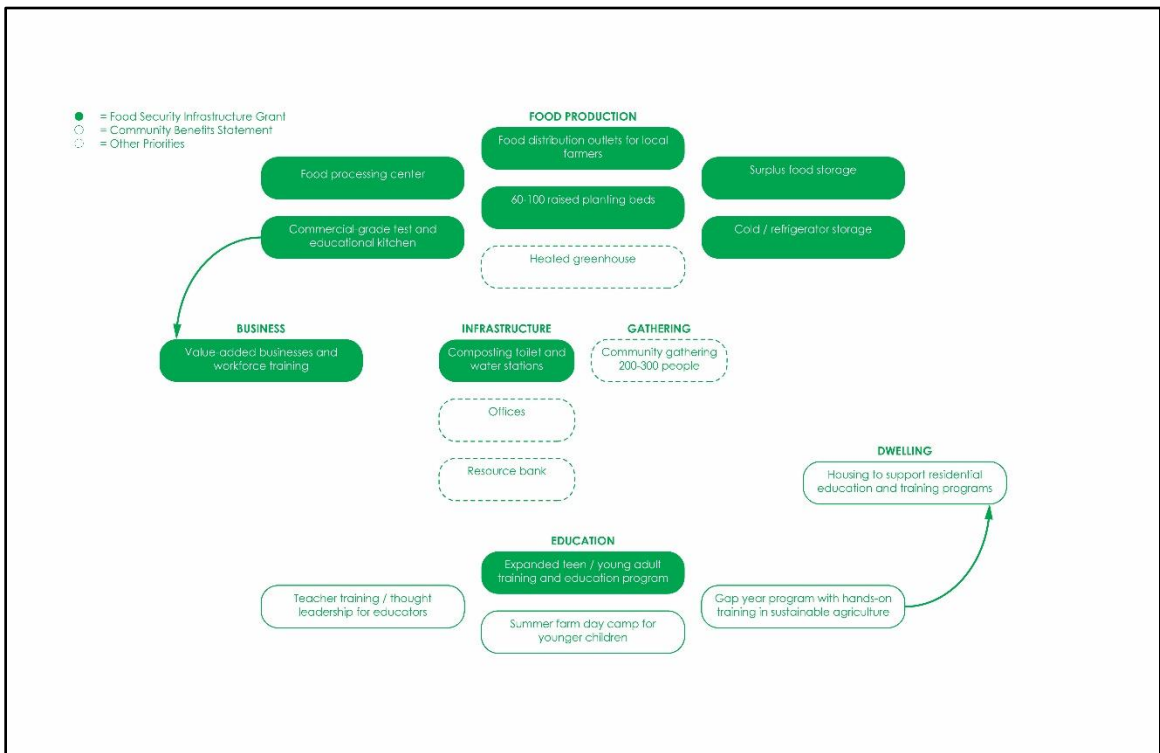 = Food Security Infrastructure Grant
= Community Benefits Statement
= Other Priorities
FOOD PRODUCTION
Food distribution outlets for local
farmers
Food processing center
Surplus food storage
60-100 raised planting beds
Commercial-grade test and
educational kitchen
Cold / refrigerator storage
Heated greenhouse
BUSINESS
Value-added businesses and
workforce training
INFRASTRUCTURE
Composting toilet and
water stations
GATHERING
Community gathering
200-300 people
Offices
Resource bank
DWELLING
Housing to support residential
education and training programs
EDUCATION
Expanded teen / young adult
training and education program
Teacher training / thought
leadership for educators
Gap year program with hands-on
training in sustainable agriculture
Summer farm day camp for
younger children